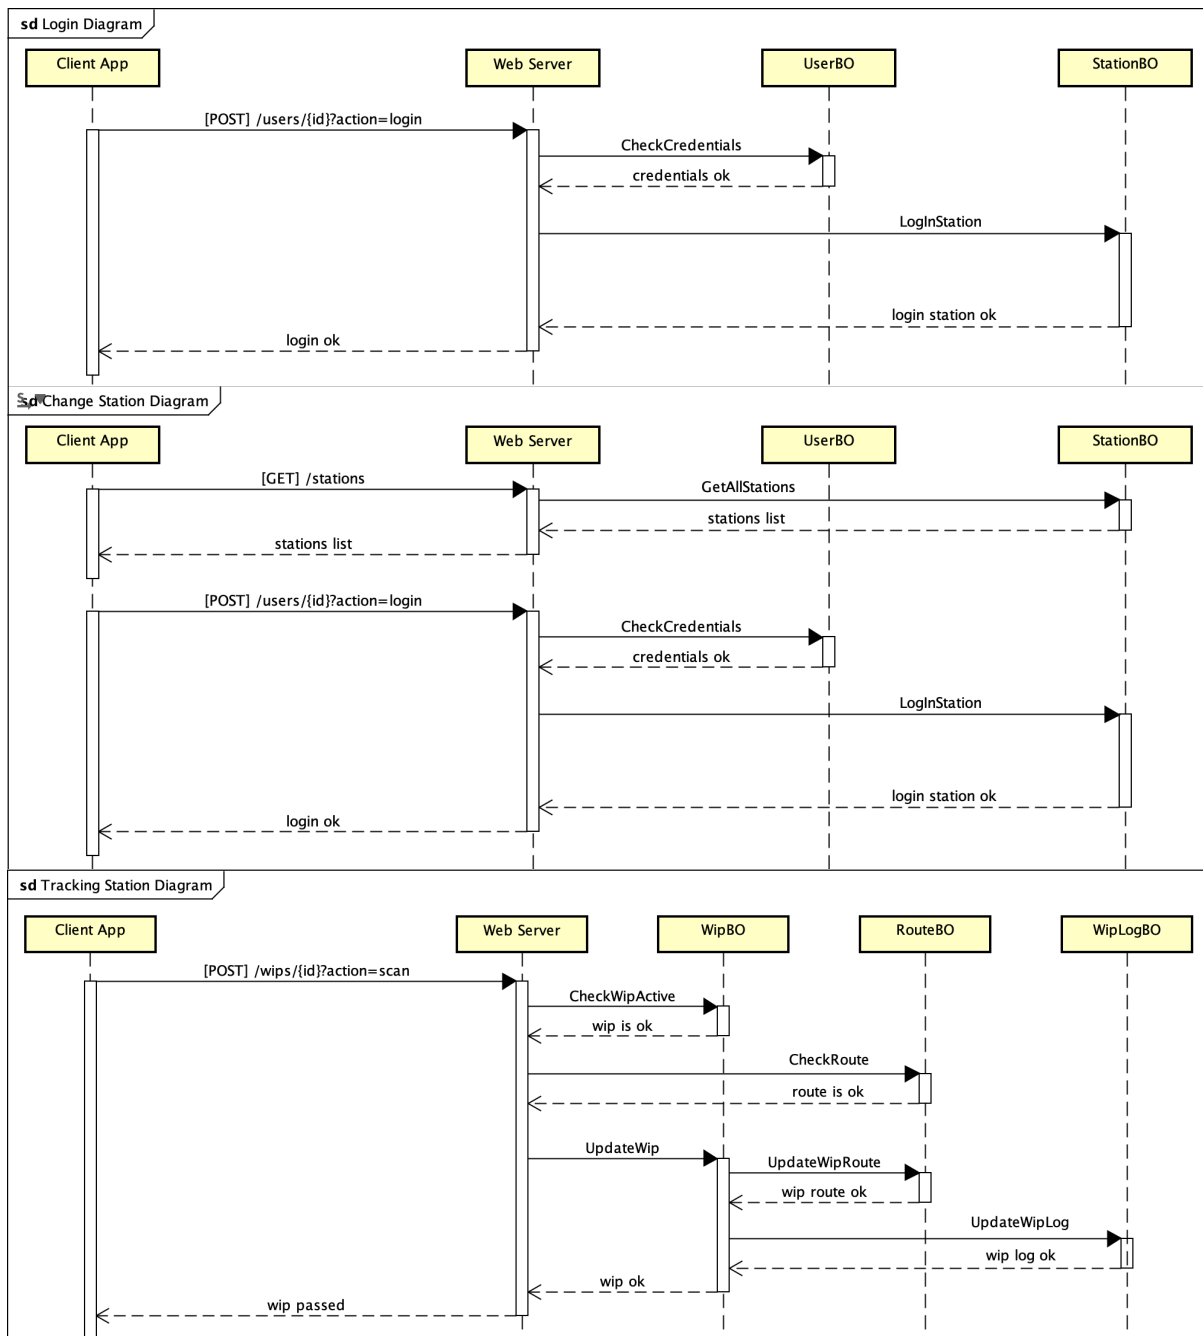 sd Login Diagram
Client App
Web Server
UserBO
StationBO
[POST] /users/{id}?action=login
CheckCredentials
credentials ok
LogInStation
login station ok
login ok
sd Change Station Diagram
Client App
Web Server
UserBO
StationBO
[GET] /stations
GetAllStations
stations list
stations list
[POST] /users/{id}?action=login
CheckCredentials
credentials ok
LogInStation
login station ok
login ok
sd Tracking Station Diagram
Client App
Web Server
WipBO
RouteBO
WipLogBO
[POST] /wips/{id}?action=scan
CheckWipActive
wip is ok
CheckRoute
route is ok
UpdateWip
UpdateWipRoute
wip route ok
UpdateWipLog
wip log ok
wip ok
wip passed